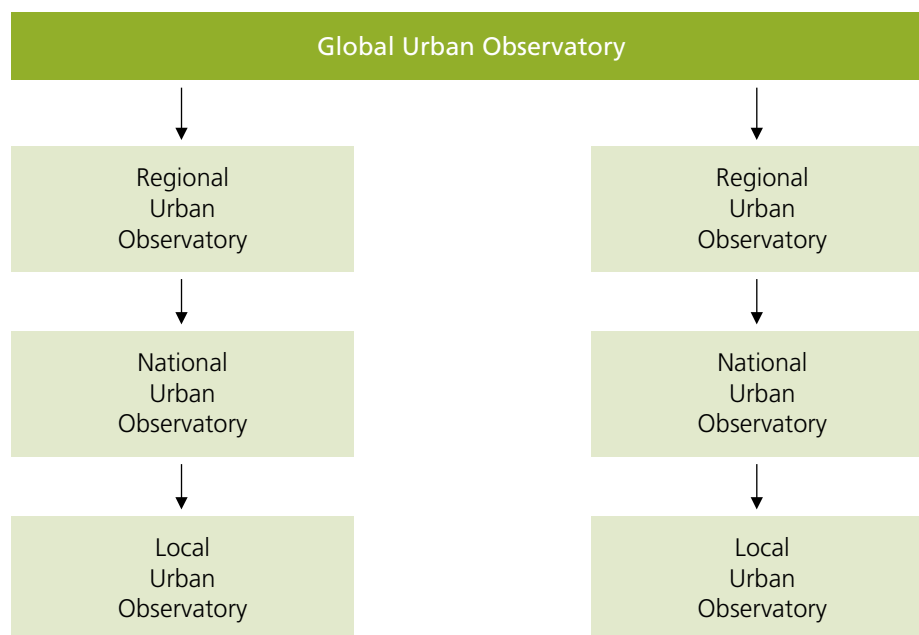 Global Urban Observatory
Regional
Urban
Observatory
Regional
Urban
Observatory
National
Urban
Observatory
National
Urban
Observatory
Local
Urban
Observatory
Local
Urban
Observatory